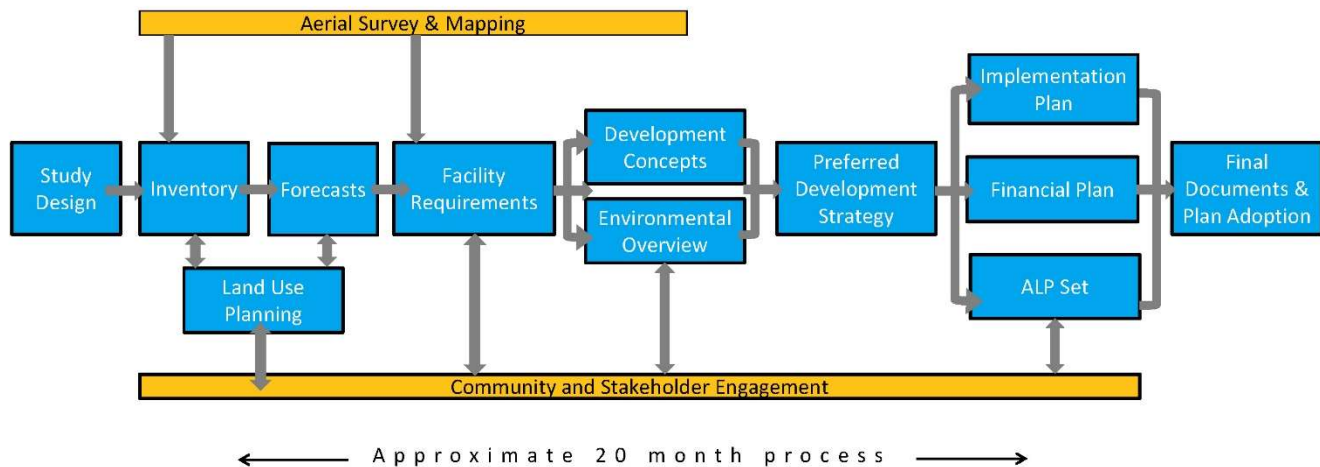 Aerial Survey & Mapping
Study
Design
Inventory
Forecasts
Facility
Requirements
Development
Concepts
Environmental
Overview
Preferred
Development
Strategy
Implementation
Plan
Financial Plan
ALP Set
Final
Documents &
Plan Adoption
Land Use
Planning
Community and Stakeholder Engagement
Approximate 20 month process